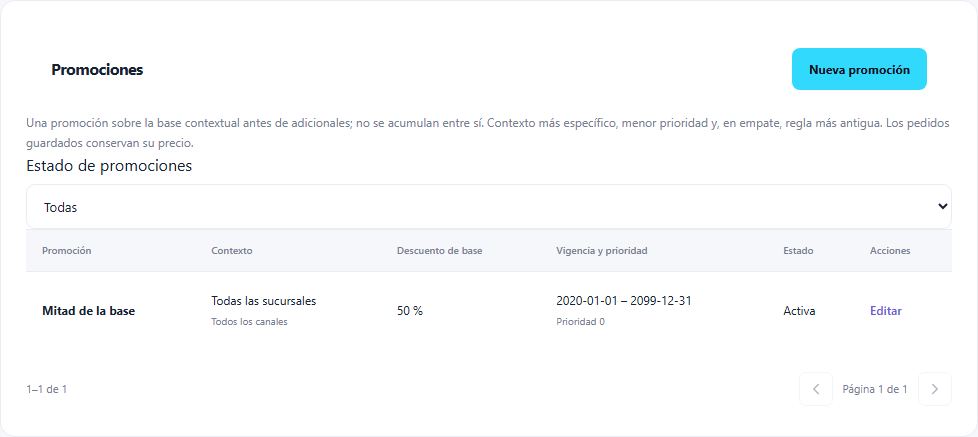 Promociones
Nueva promoción
Una promoción sobre la base contextual antes de adicionales; no se acumulan entre sí. Contexto más específico, menor prioridad y, en empate, regla más antigua. Los pedidos
guardados conservan su precio.
Estado de promociones
Todas
Promoción Contexto Descuento de base Vigencia y prioridad Estado Acciones
Mitad de la base Todas las sucursales 50 % 2020-01-01 – 2099-12-31 Activa Editar
Todos los canales Prioridad 0
1–1 de 1 Página 1 de 1